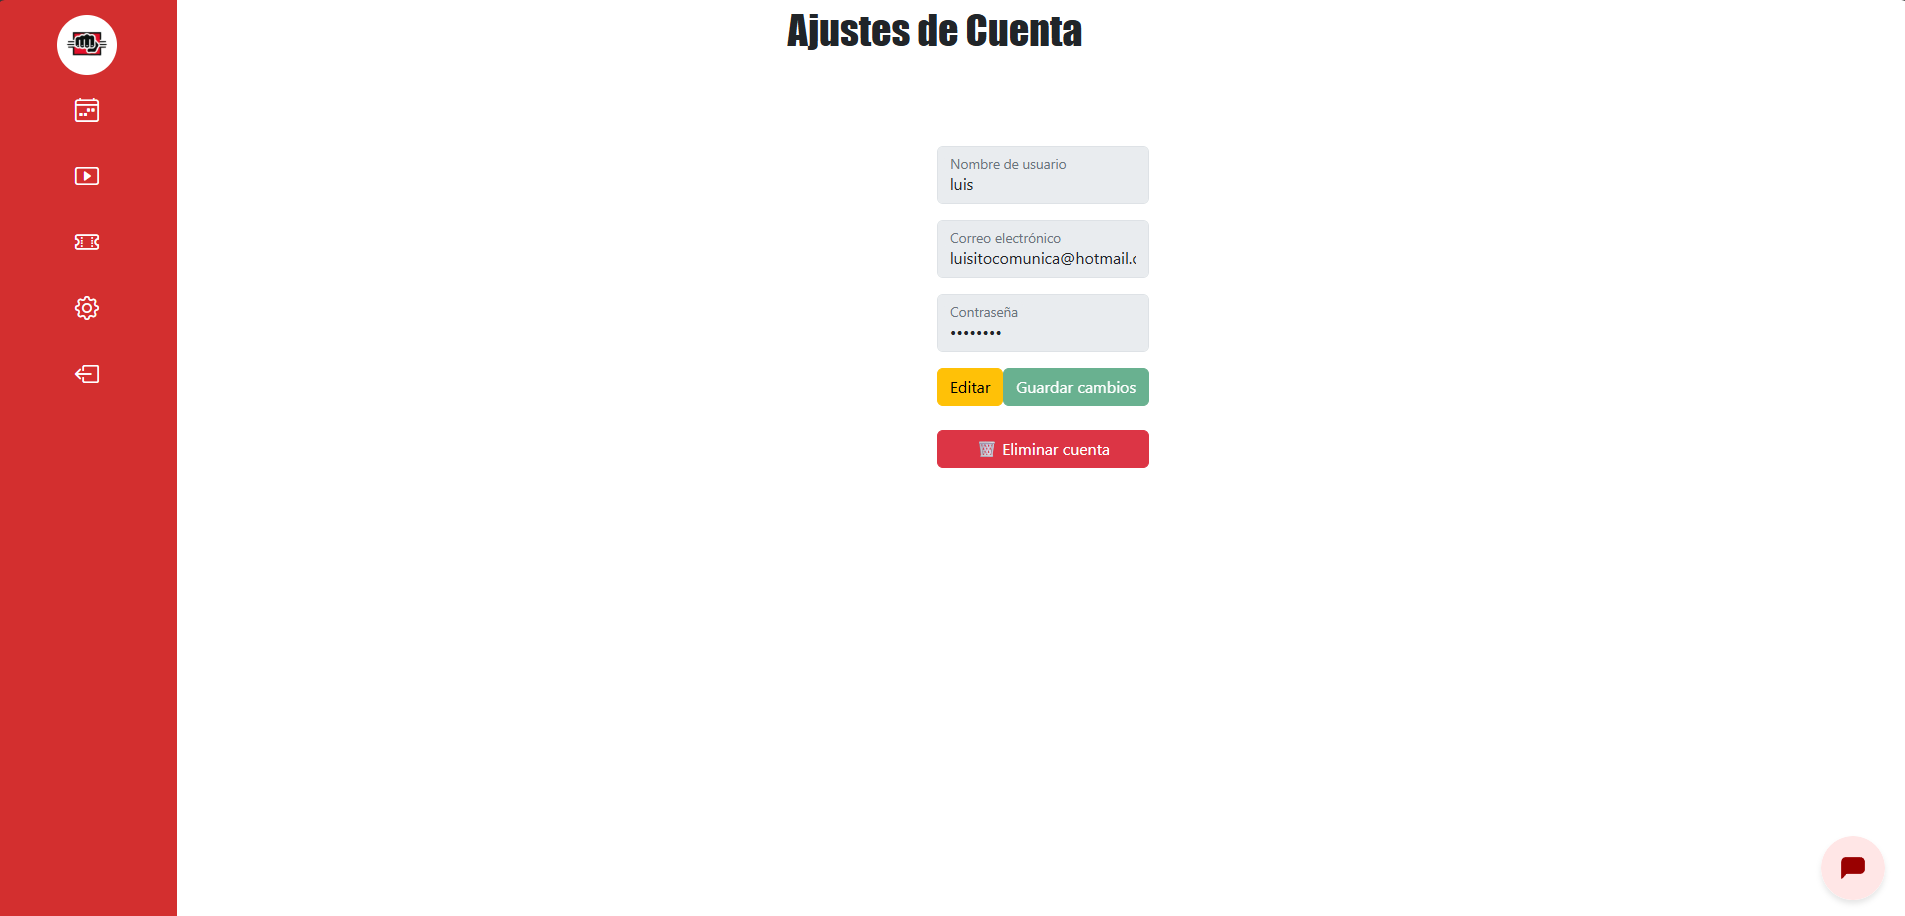 Ajustes de Cuenta
Nombre de usuario
luis
Correo electrónico
luisitocomunica@hotmail.c
Contraseña
••••••••
Editar Guardar cambios
Eliminar cuenta